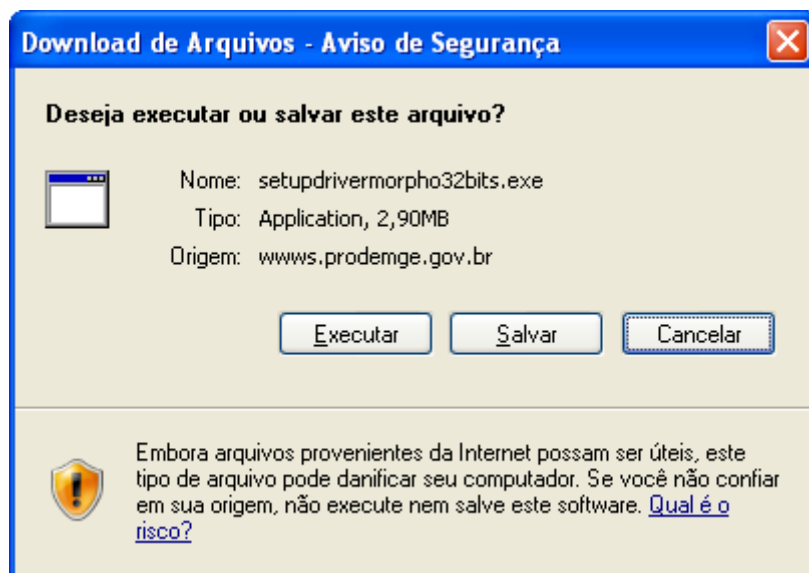 Download de Arquivos - Aviso de Segurança
Deseja executar ou salvar este arquivo?
Nome: setupdrivermorpho32bits.exe
Tipo: Application, 2,90MB
Origem: wwws.prodemge.gov.br
Executar Salvar Cancelar
Embora arquivos provenientes da Internet possam ser úteis, este
tipo de arquivo pode danificar seu computador. Se você não confiar
em sua origem, não execute nem salve este software. Qual é o
risco?